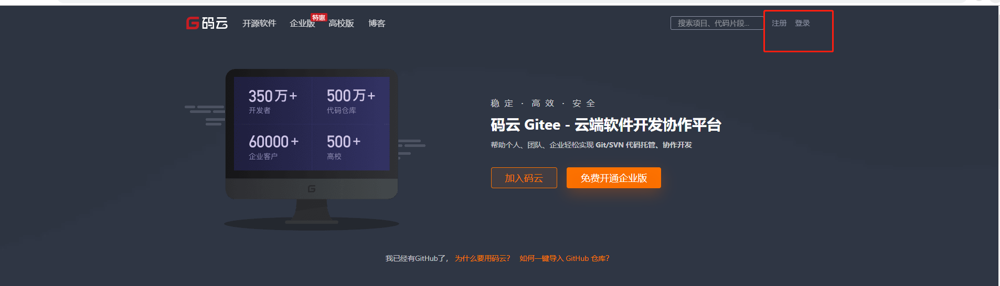 码云 开源软件 企业版 特惠 高校版 博客 搜索项目、代码片段... 注册 登录
350万+ 500万+
开发者 代码仓库
60000+ 500+
企业客户 高校
稳定 · 高效 · 安全
码云 Gitee - 云端软件开发协作平台
帮助个人、团队、企业轻松实现 Git/SVN 代码托管、协作开发
加入码云 免费开通企业版
我已经有GitHub了， 为什么要用码云? 如何一键导入 GitHub 仓库?